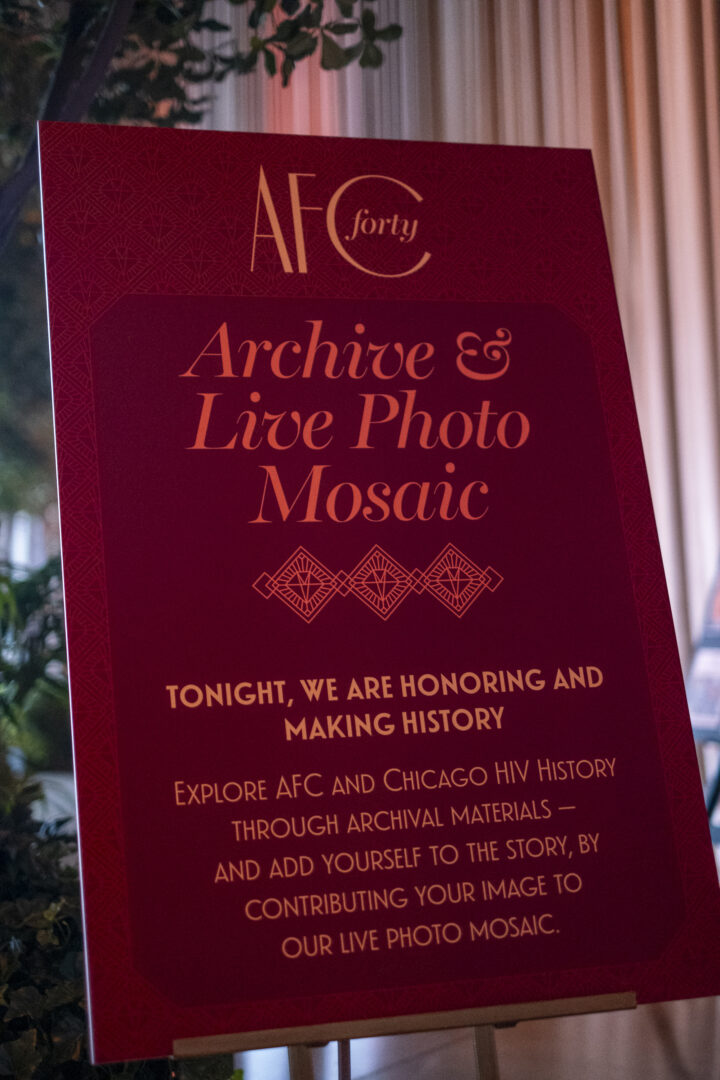 AFC forty
Archive &
Live Photo
Mosaic
TONIGHT, WE ARE HONORING AND
MAKING HISTORY
EXPLORE AFC AND CHICAGO HIV HISTORY
THROUGH ARCHIVAL MATERIALS —
AND ADD YOURSELF TO THE STORY, BY
CONTRIBUTING YOUR IMAGE TO
OUR LIVE PHOTO MOSAIC.